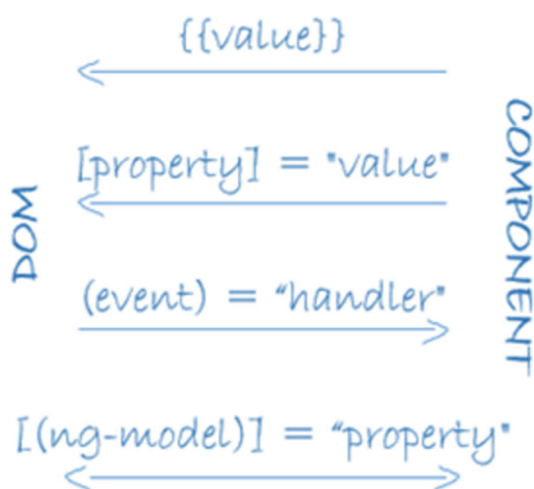 {{value}}
[property] = "value"
DOM
COMPONENT
(event) = "handler"
[(ng-model)] = "property"